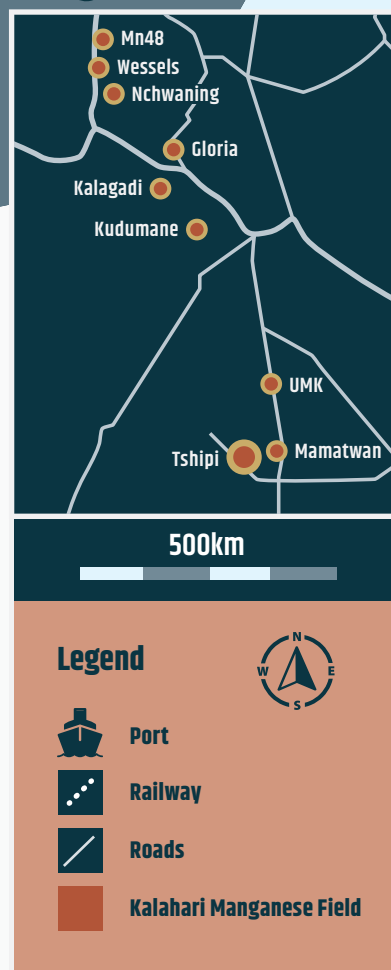 Mn48
Wessels
Nchwaning
Gloria
Kalagadi
Kudumane
UMK
Mamatwan
Tshipi
500km
Legend
N
W E
S
Port
Railway
Roads
Kalahari Manganese Field